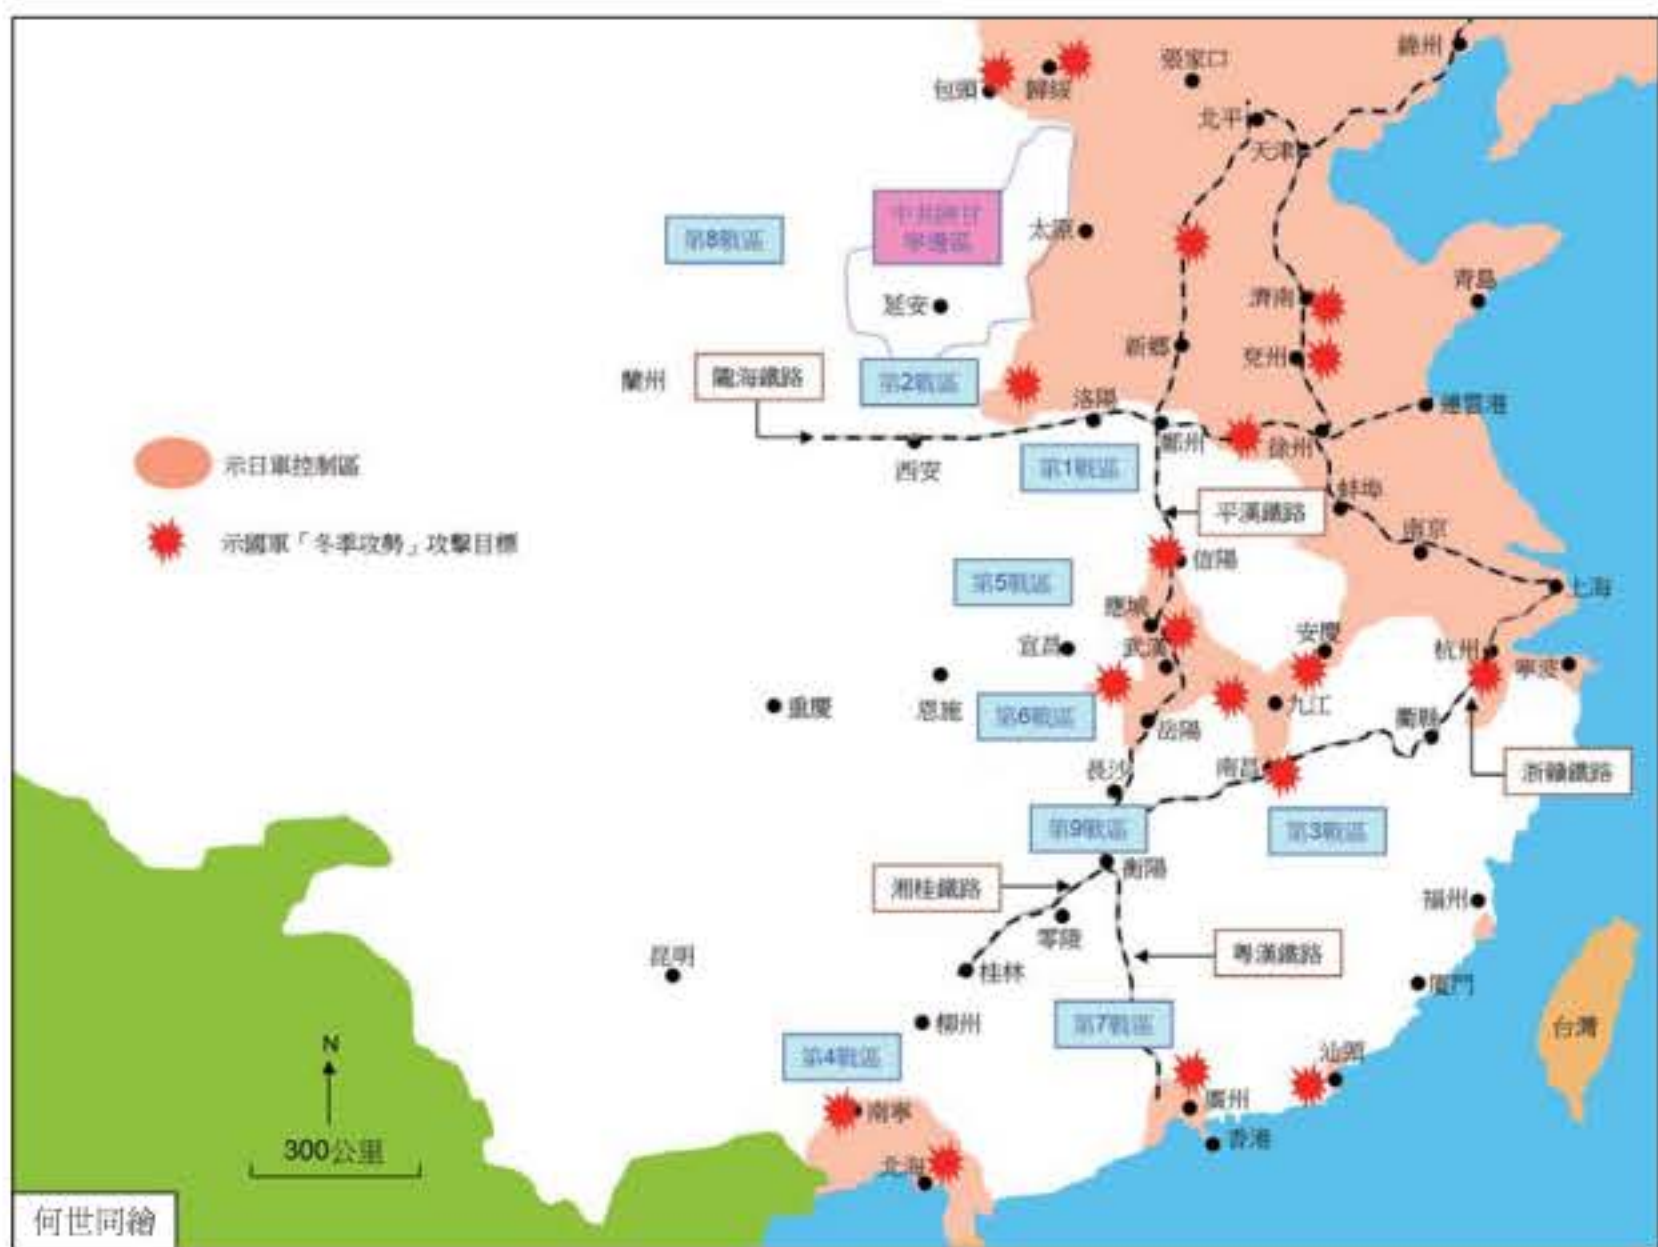 錦州
張家口
包頭
歸綏
北平
天津
中共陝甘
寧邊區
第8戰區
太原
延安
濟南
青島
新鄉
兗州
蘭州
隴海鐵路
第2戰區
洛陽
連雲港
鄭州
徐州
西安
第1戰區
示日軍控制區
蚌埠
平漢鐵路
南京
示國軍「冬季攻勢」攻擊目標
信陽
第5戰區
上海
應城
宜昌
武漢
安慶
杭州
寧波
重慶
恩施
第6戰區
九江
岳陽
衢縣
長沙
南昌
浙贛鐵路
第9戰區
第3戰區
衡陽
湘桂鐵路
福州
零陵
粵漢鐵路
昆明
桂林
廈門
柳州
第7戰區
台灣
N
第4戰區
汕頭
南寧
廣州
300公里
香港
北海
何世同繪